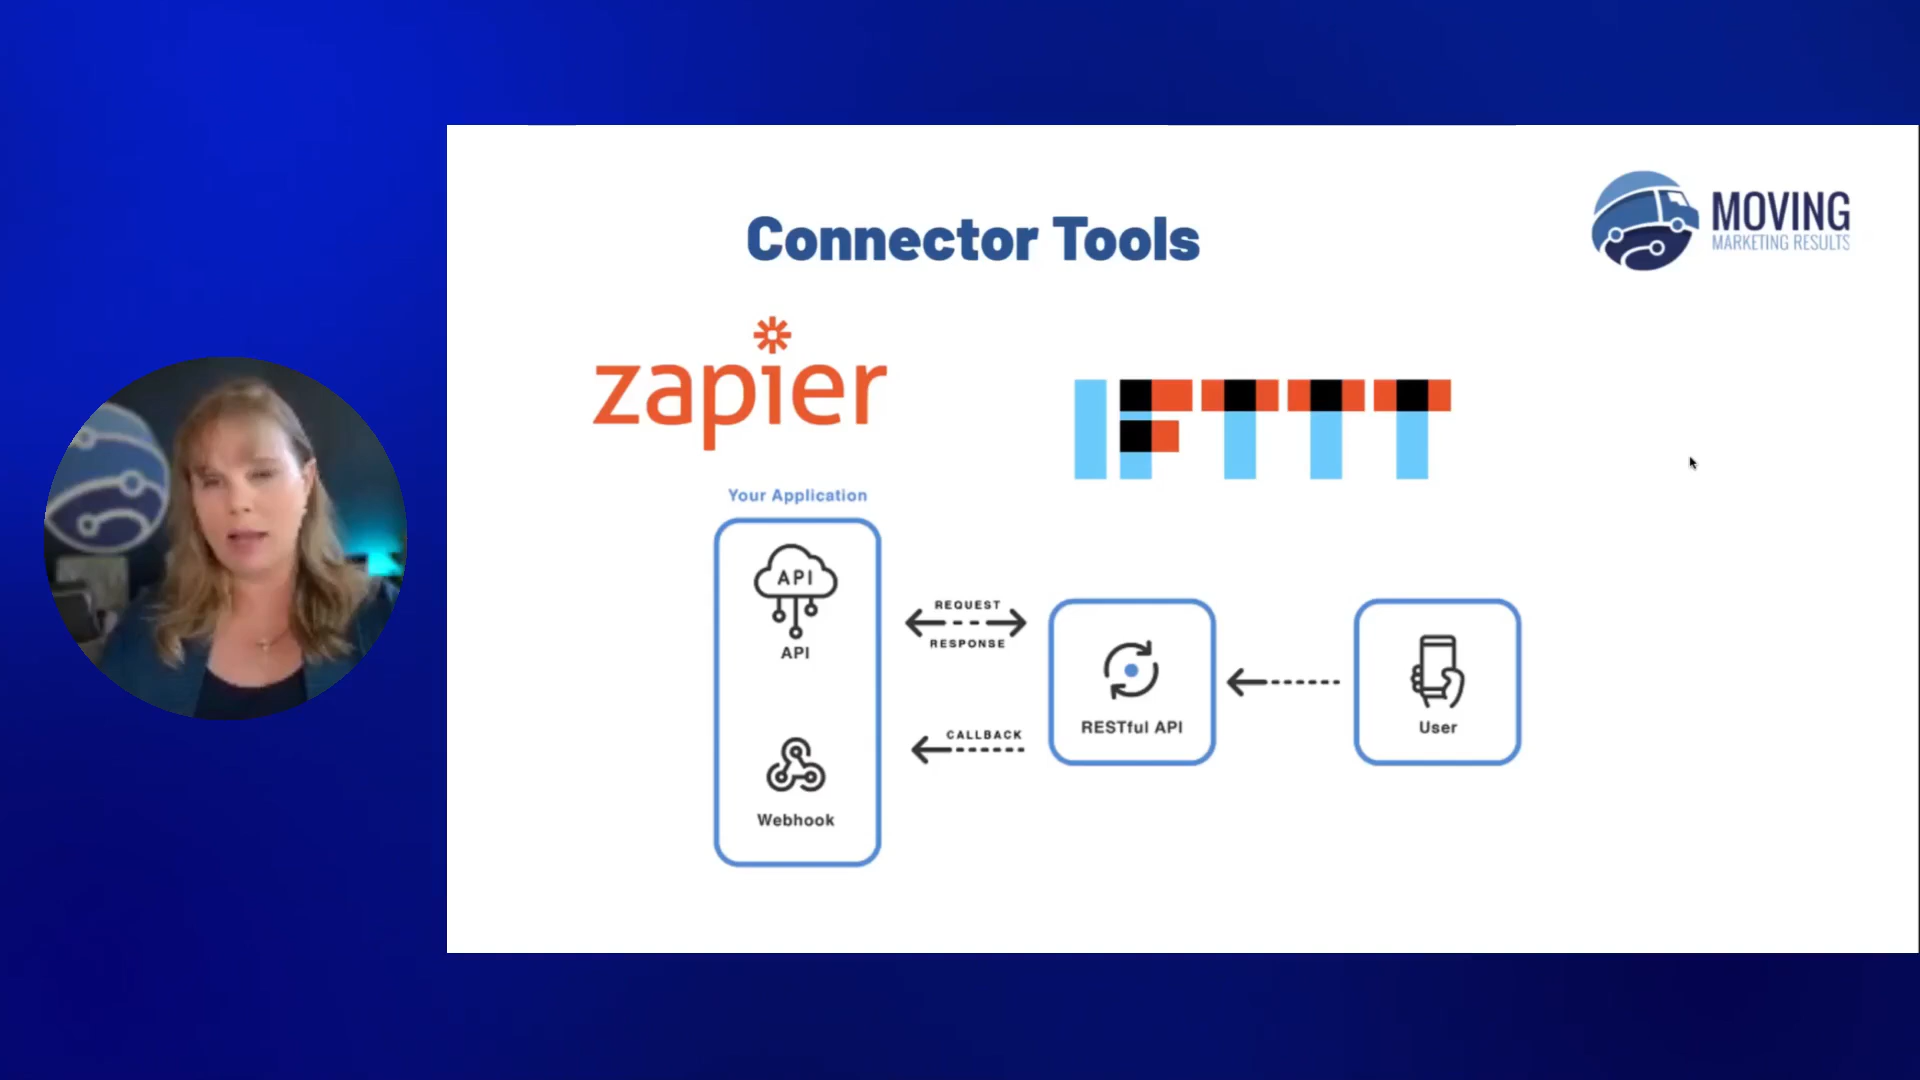 Connector Tools
MOVING
MARKETING RESULTS
zapier
IFTTT
Your Application
API
API
REQUEST
RESPONSE
CALLBACK
Webhook
RESTful API
User